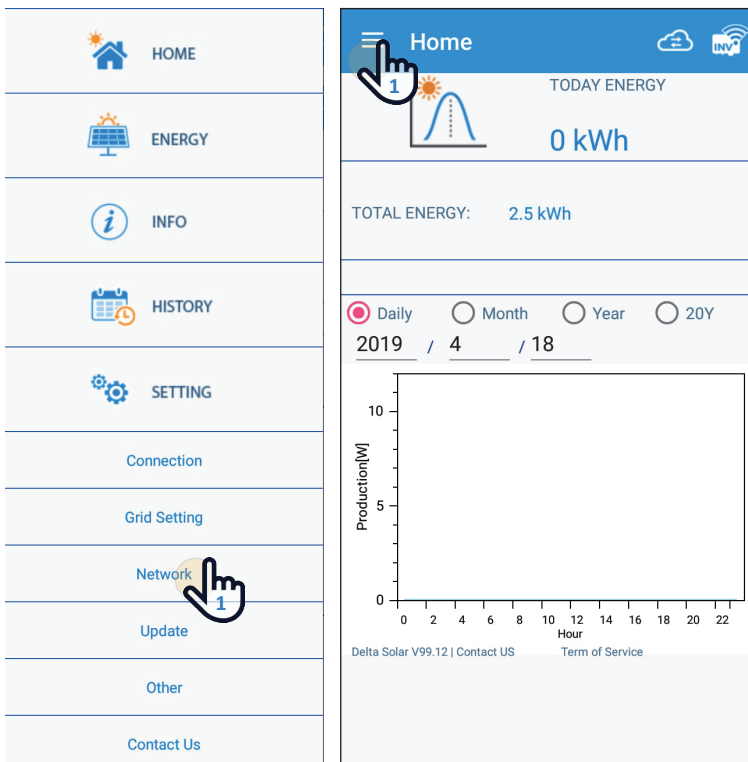 HOME
ENERGY
INFO
HISTORY
SETTING
Connection
Grid Setting
Network
1
Update
Other
Contact Us
Home
INV
1
TODAY ENERGY
0 kWh
TOTAL ENERGY: 2.5 kWh
Daily Month Year 20Y
2019 / 4 / 18
Production[W]
10
5
0
0 2 4 6 8 10 12 14 16 18 20 22
Hour
Delta Solar V99.12 | Contact US Term of Service